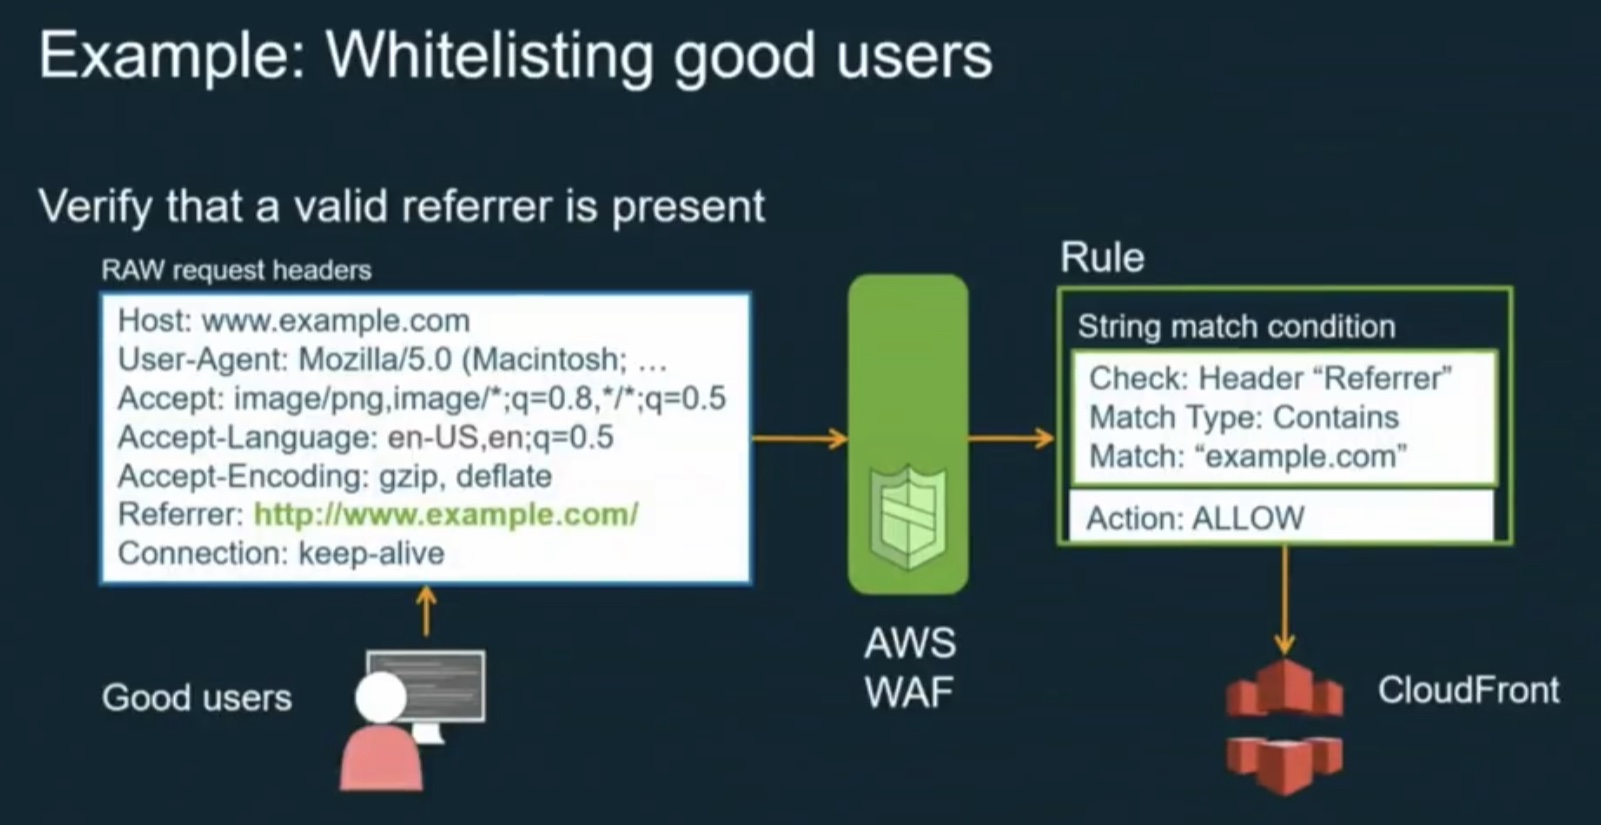 Example: Whitelisting good users
Verify that a valid referrer is present
RAW request headers
Host: www.example.com
User-Agent: Mozilla/5.0 (Macintosh; …
Accept: image/png,image/*;q=0.8,*/*;q=0.5
Accept-Language: en-US,en;q=0.5
Accept-Encoding: gzip, deflate
Referrer: http://www.example.com/
Connection: keep-alive
Good users
AWS
WAF
Rule
String match condition
Check: Header “Referrer”
Match Type: Contains
Match: “example.com”
Action: ALLOW
CloudFront